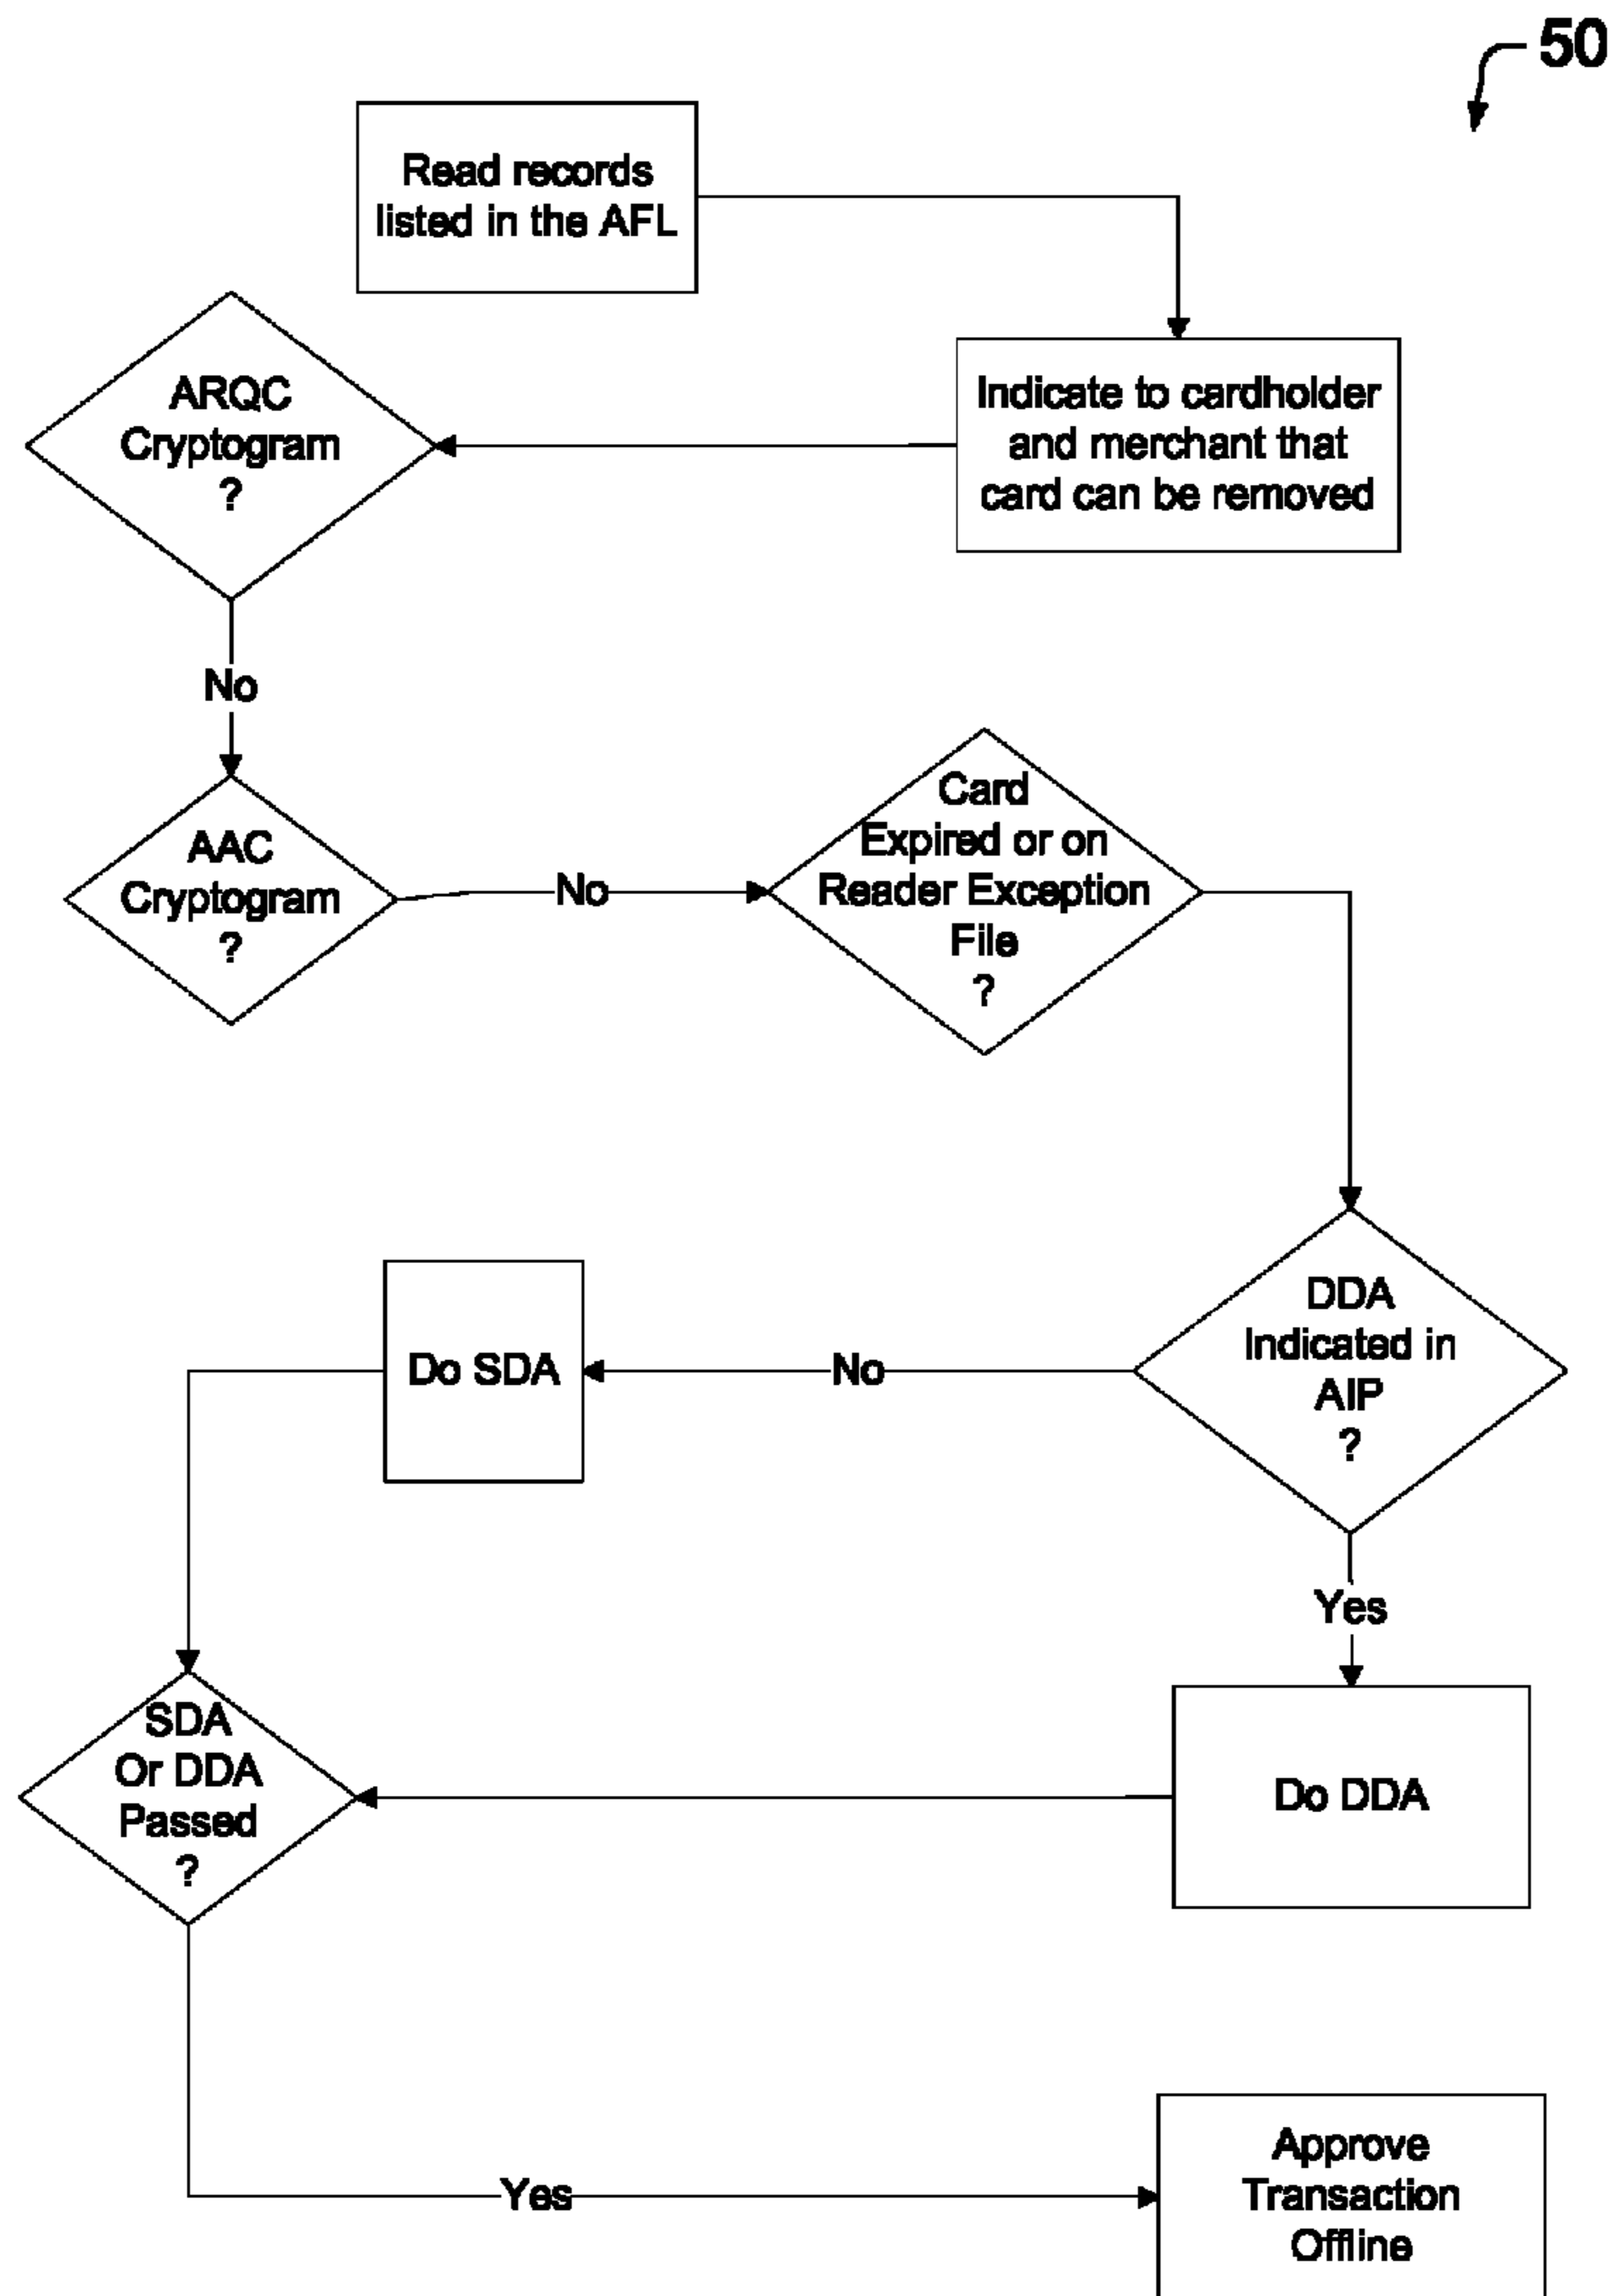 50
Read records
listed in the AFL
Indicate to cardholder
and merchant that
card can be removed
ARQC
Cryptogram
?
No
AAC
Cryptogram
?
No
Card
Expired or on
Reader Exception
File
?
DDA
Indicated in
AIP
?
No
Do SDA
Yes
Do DDA
SDA
Or DDA
Passed
?
Yes
Approve
Transaction
Offline